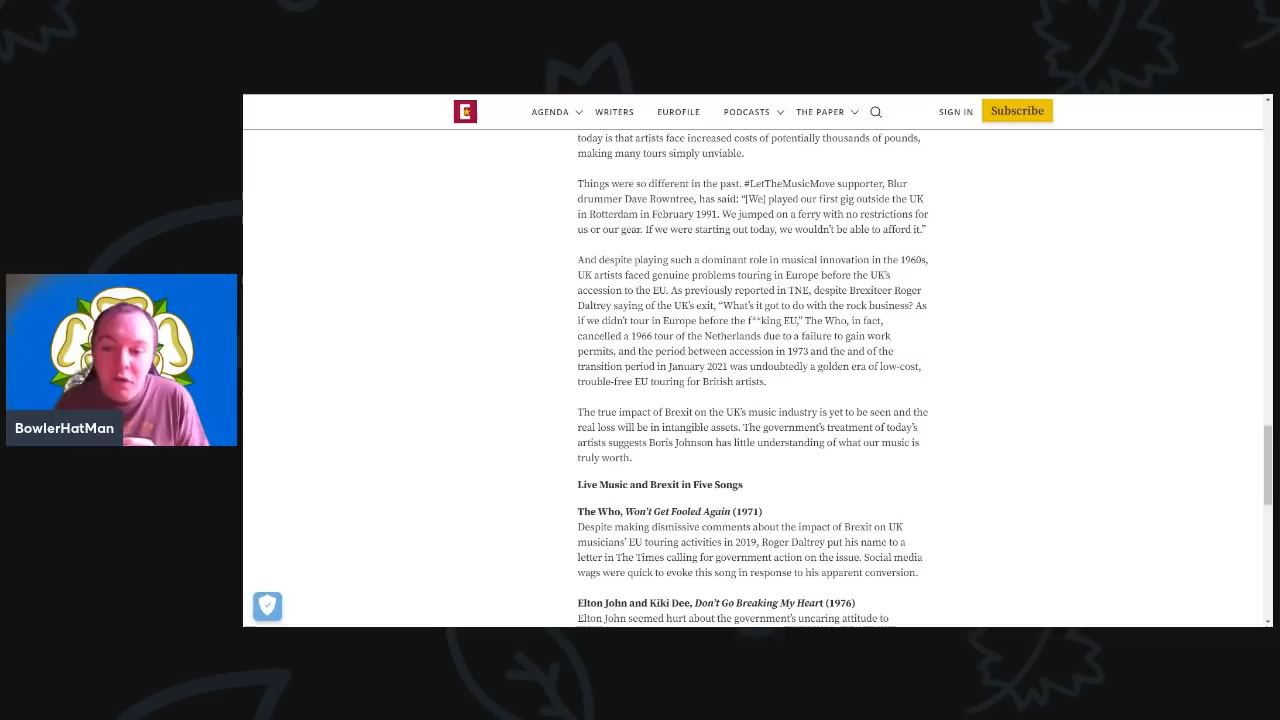 E
AGENDA
WRITERS
EUROFILE
PODCASTS
THE PAPER
SIGN IN
Subscribe
today is that artists face increased costs of potentially thousands of pounds,
making many tours simply unviable.
Things were so different in the past. #LetTheMusicMove supporter, Blur
drummer Dave Rowntree, has said: “[We] played our first gig outside the UK
in Rotterdam in February 1991. We jumped on a ferry with no restrictions for
us or our gear. If we were starting out today, we wouldn’t be able to afford it.”
And despite playing such a dominant role in musical innovation in the 1960s,
UK artists faced genuine problems touring in Europe before the UK’s
accession to the EU. As previously reported in TNE, despite Brexiteer Roger
Daltrey saying of the UK’s exit, “What’s it got to do with the rock business? As
if we didn’t tour in Europe before the f**king EU,” The Who, in fact,
cancelled a 1966 tour of the Netherlands due to a failure to gain work
permits, and the period between accession in 1973 and the and of the
transition period in January 2021 was undoubtedly a golden era of low-cost,
trouble-free EU touring for British artists.
The true impact of Brexit on the UK’s music industry is yet to be seen and the
real loss will be in intangible assets. The government’s treatment of today’s
artists suggests Boris Johnson has little understanding of what our music is
truly worth.
Live Music and Brexit in Five Songs
The Who, Won’t Get Fooled Again (1971)
Despite making dismissive comments about the impact of Brexit on UK
musicians’ EU touring activities in 2019, Roger Daltrey put his name to a
letter in The Times calling for government action on the issue. Social media
wags were quick to evoke this song in response to his apparent conversion.
Elton John and Kiki Dee, Don’t Go Breaking My Heart (1976)
Elton John seemed hurt about the government’s uncaring attitude to
BowlerHatMan